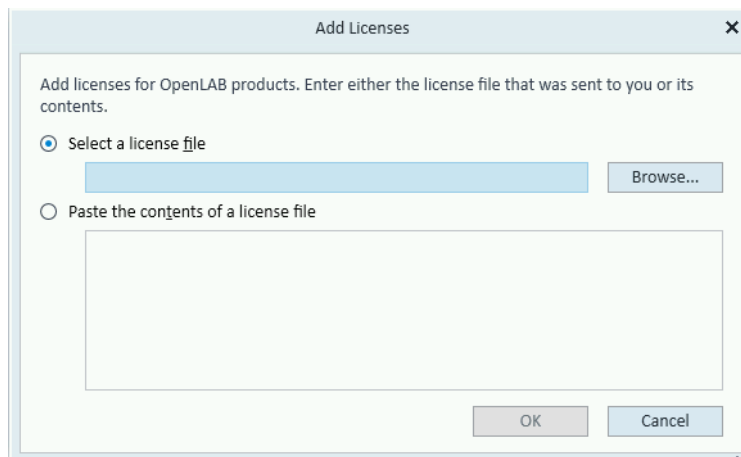 Add Licenses
Add licenses for OpenLAB products. Enter either the license file that was sent to you or its
contents.
Select a license file
Browse...
Paste the contents of a license file
OK
Cancel